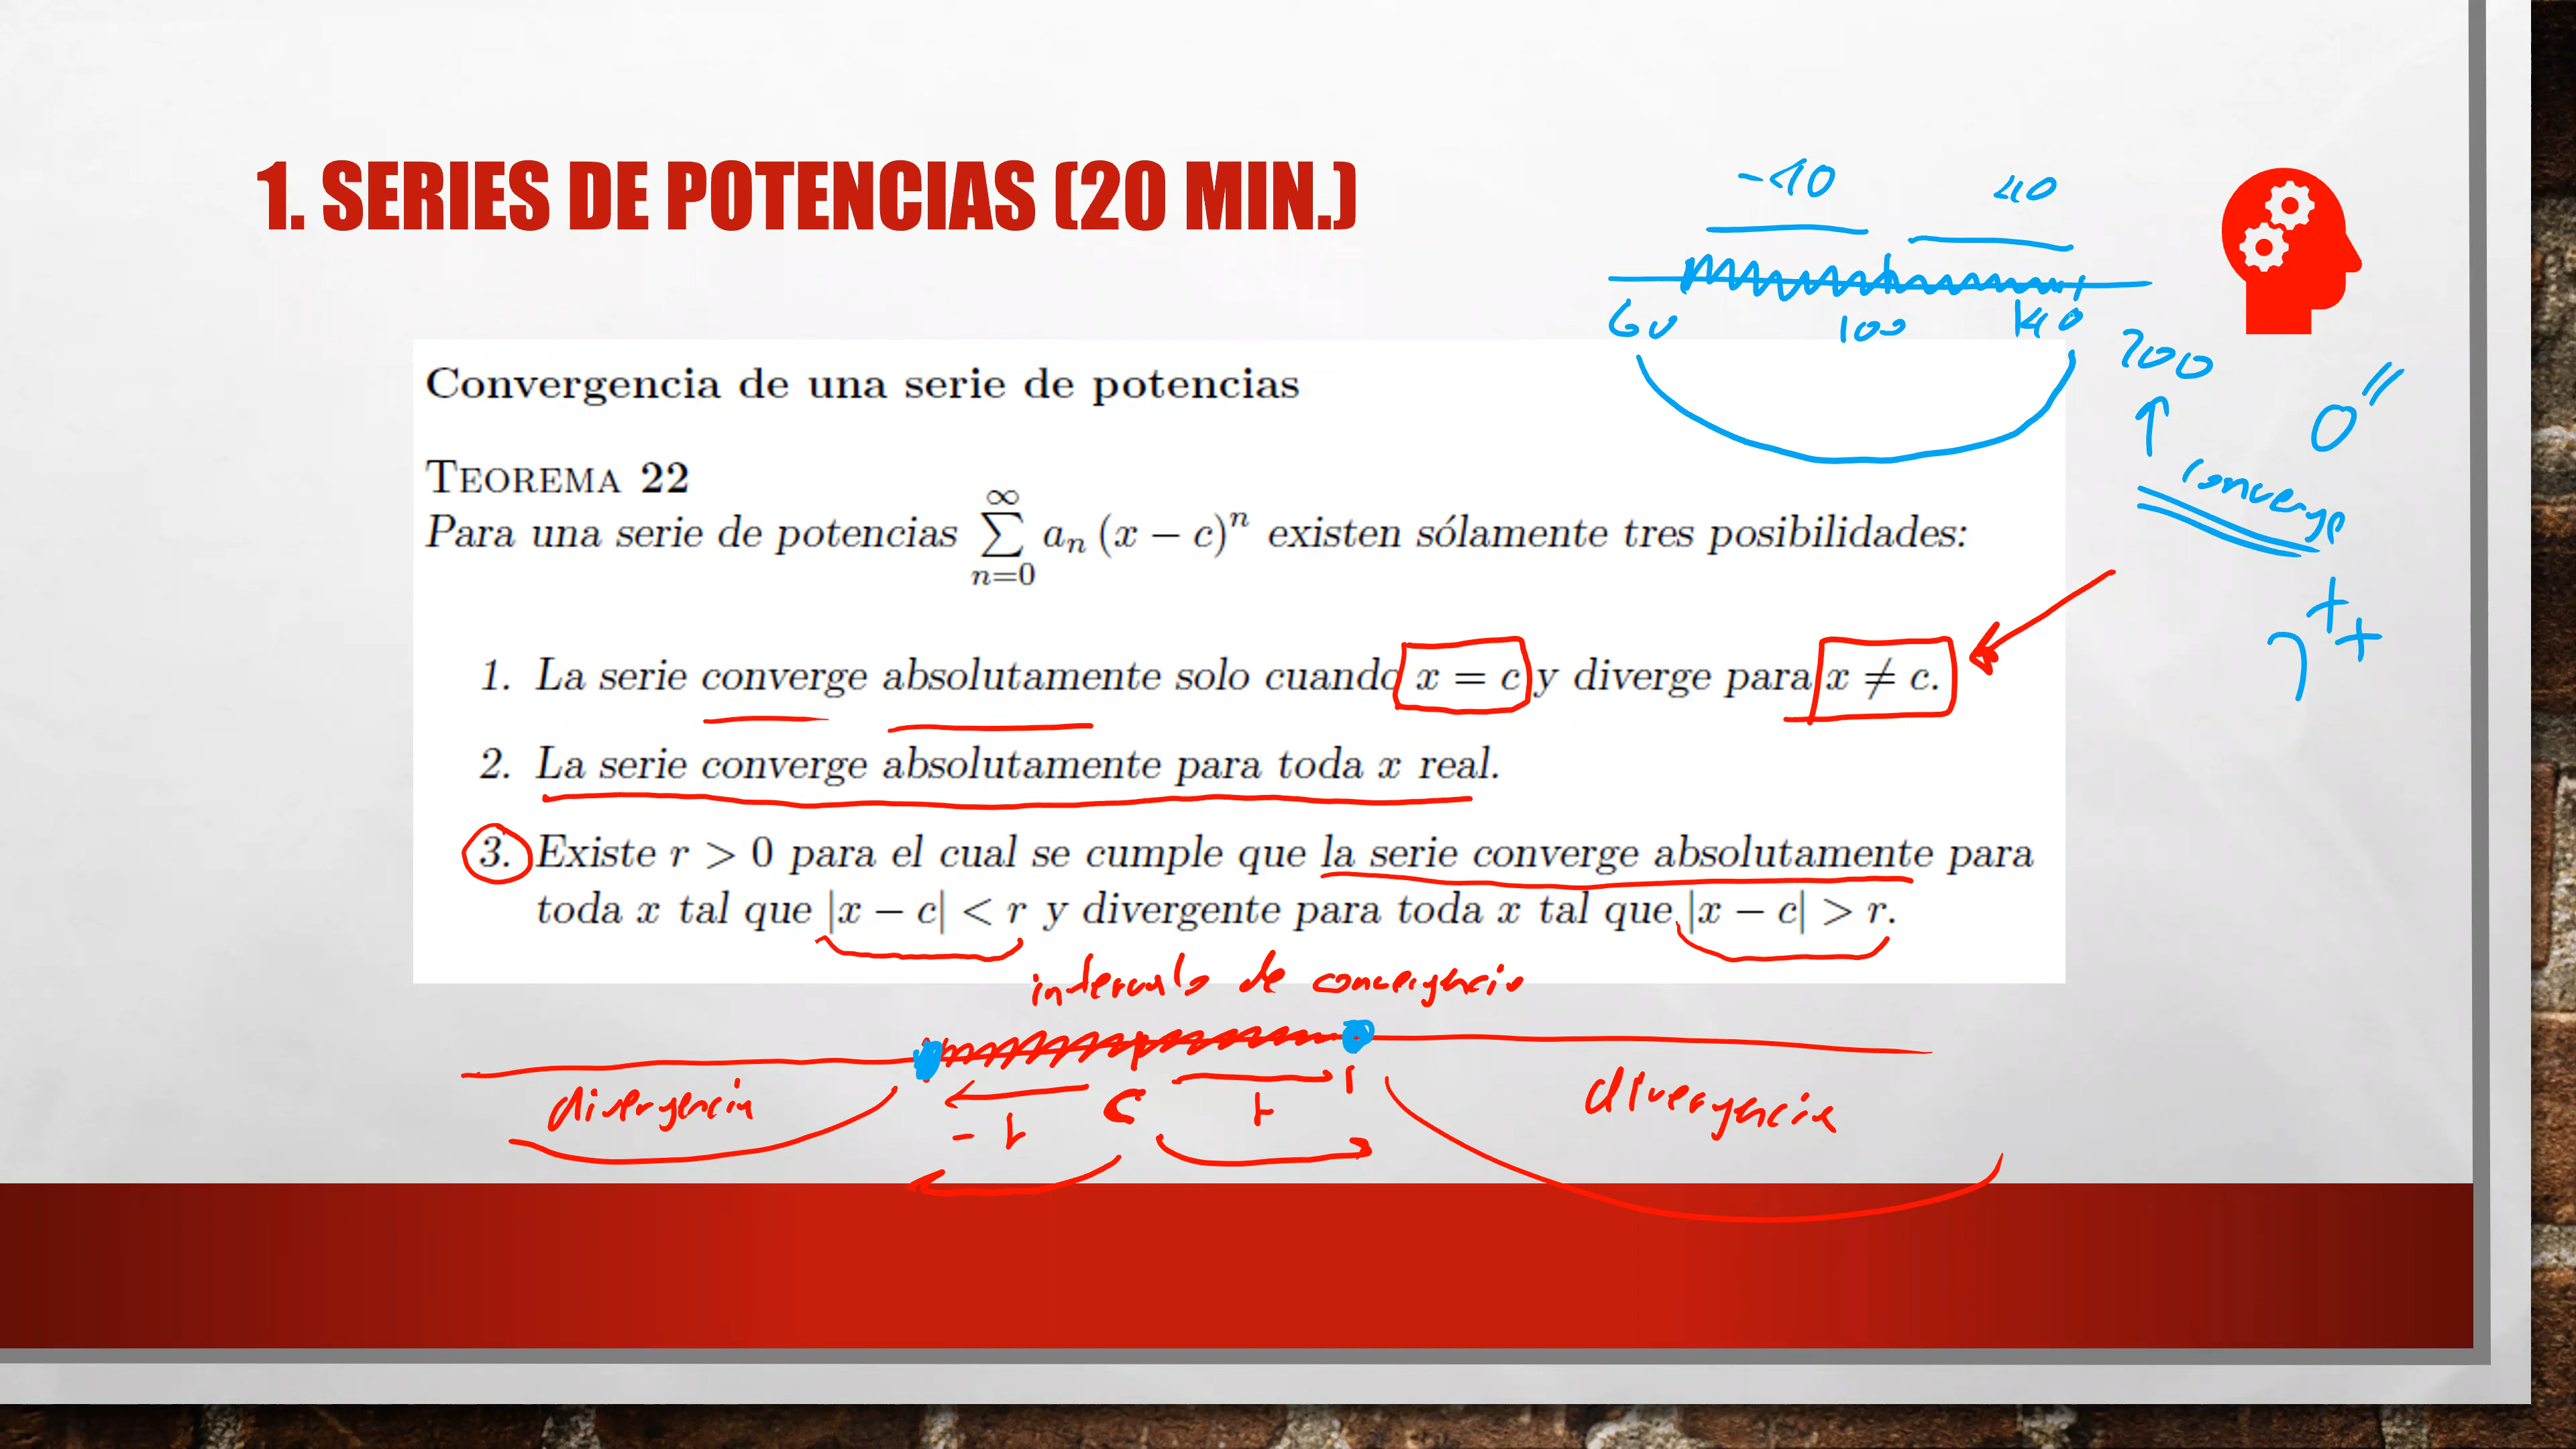 1. SERIES DE POTENCIAS (20 MIN.)
-40 40
60 100 140
200
0
converge
Convergencia de una serie de potencias
TEOREMA 22
Para una serie de potencias ∑_{n=0}^{∞} a_n (x − c)^n existen sólamente tres posibilidades:
1. La serie converge absolutamente solo cuando x = c y diverge para x ≠ c.
2. La serie converge absolutamente para toda x real.
3. Existe r > 0 para el cual se cumple que la serie converge absolutamente para
toda x tal que |x − c| < r y divergente para toda x tal que |x − c| > r.
intervalo de convergencia
divergencia -r c r divergencia